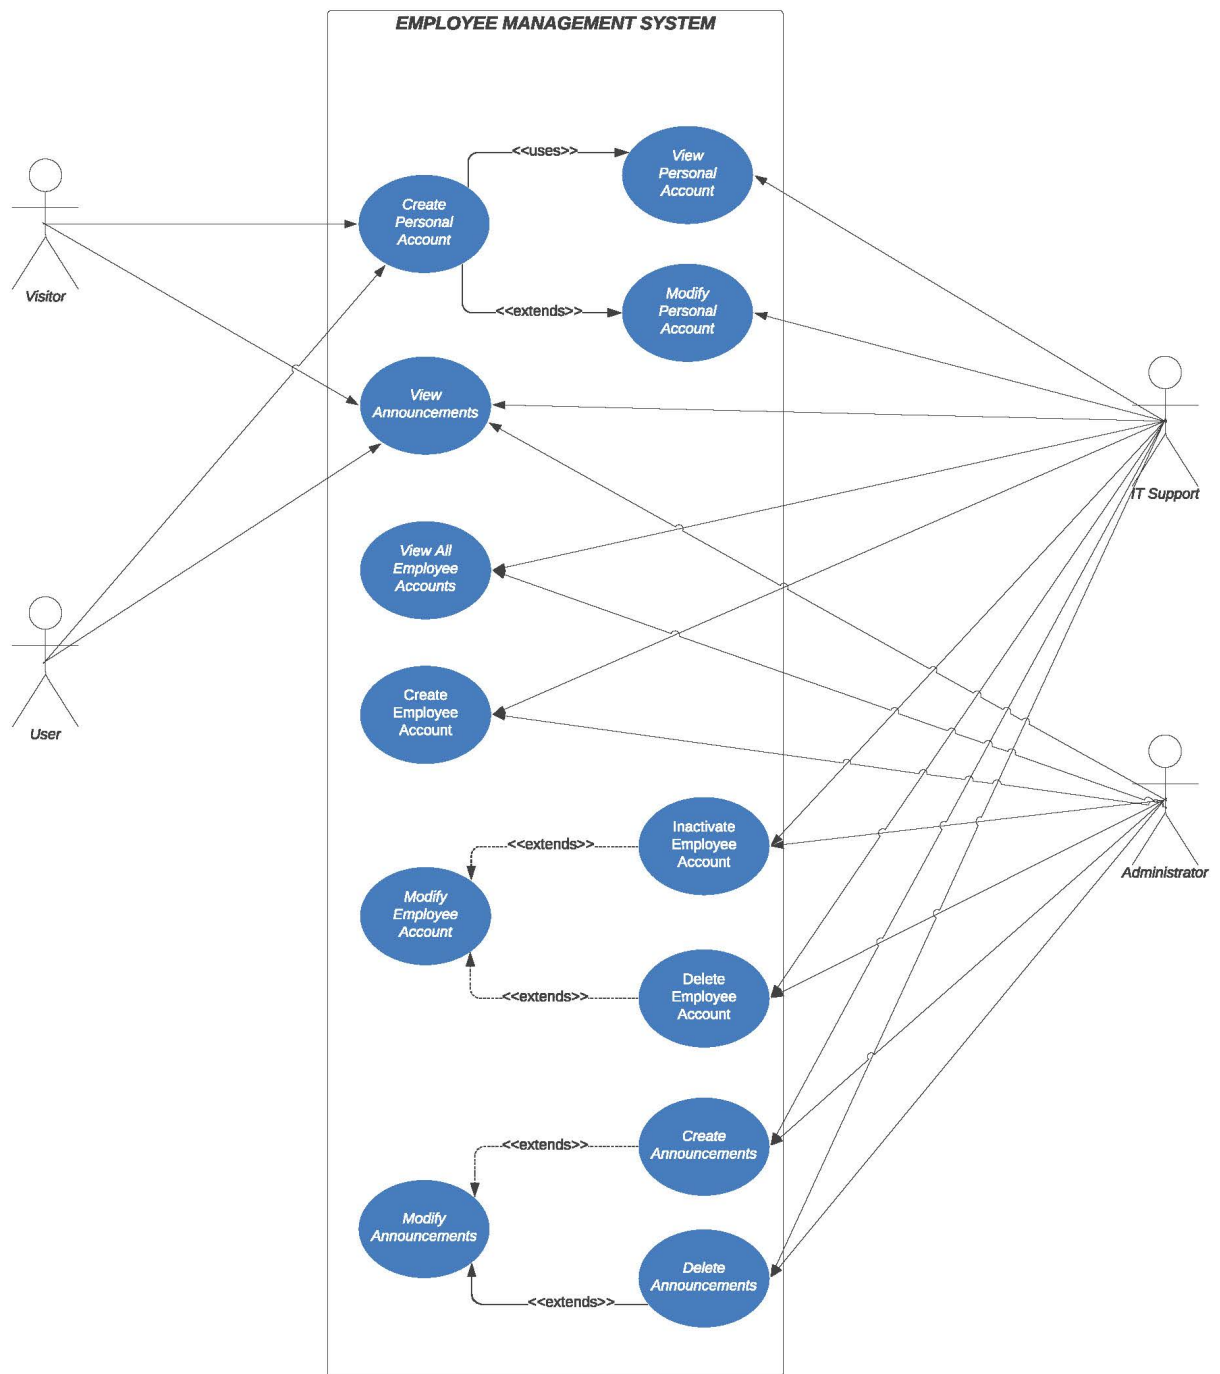 EMPLOYEE MANAGEMENT SYSTEM
<<uses>>
View
Personal
Account
Create
Personal
Account
Visitor
<<extends>>
Modify
Personal
Account
View
Announcements
IT Support
View All
Employee
Accounts
User
Create
Employee
Account
Inactivate
Employee
Account
<<extends>>
Administrator
Modify
Employee
Account
<<extends>>
Delete
Employee
Account
<<extends>>
Create
Announcements
Modify
Announcements
Delete
Announcements
<<extends>>